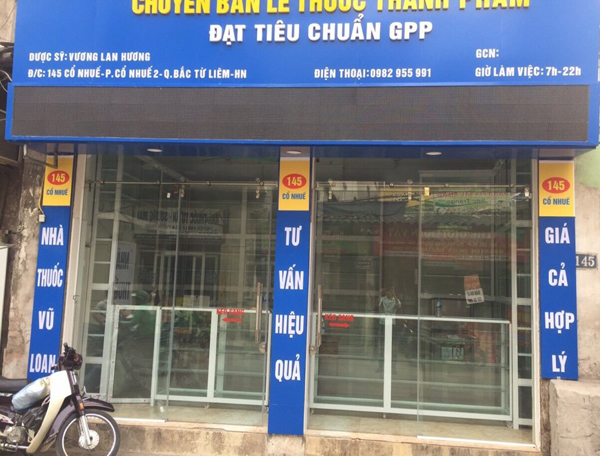 CHUYÊN BÁN LẺ THUỐC THÀNH PHẨM
ĐẠT TIÊU CHUẨN GPP
DƯỢC SỸ: VƯƠNG LAN HƯƠNG
GCN:
Đ/C: 145 CỔ NHUẾ-P.CỔ NHUẾ 2-Q.BẮC TỪ LIÊM-HN
ĐIỆN THOẠI: 0982 955 991
GIỜ LÀM VIỆC: 7h-22h
145
CỔ NHUẾ
NHÀ
THUỐC
VŨ
LOAN
145
CỔ NHUẾ
TƯ
VẤN
HIỆU
QUẢ
145
CỔ NHUẾ
GIÁ
CẢ
HỢP
LÝ
145